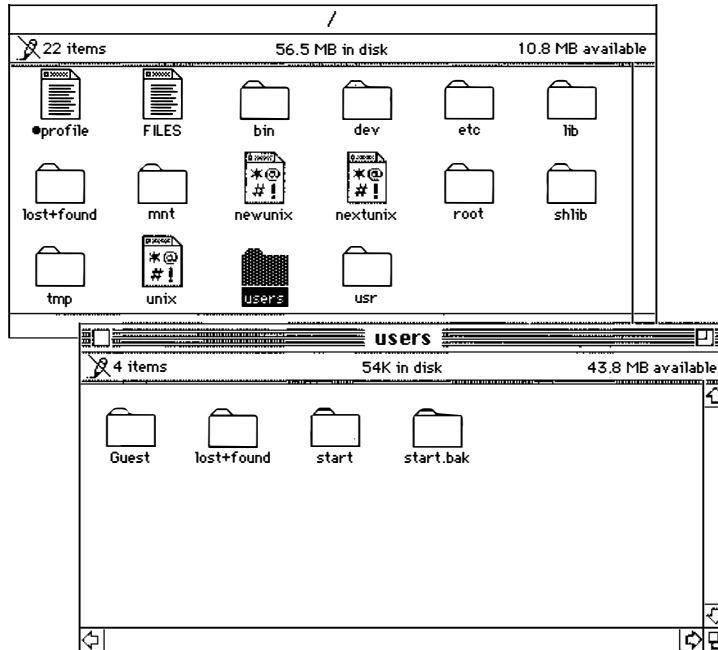 /
22 items 56.5 MB in disk 10.8 MB available
●profile FILES bin dev etc lib
lost+found mnt newunix nextunix root shlib
tmp unix users usr
users
4 items 54K in disk 43.8 MB available
Guest lost+found start start.bak